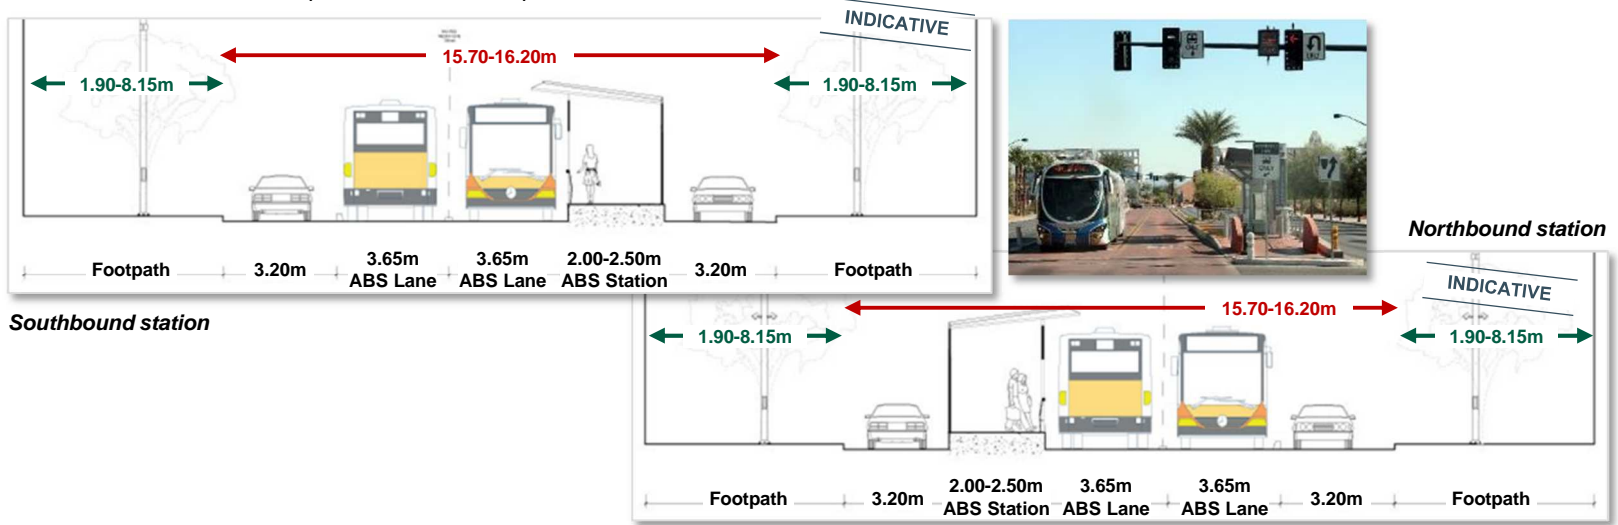 INDICATIVE
15.70-16.20m
1.90-8.15m
1.90-8.15m
Footpath
3.20m
3.65m
ABS Lane
3.65m
ABS Lane
2.00-2.50m
ABS Station
3.20m
Footpath
Southbound station
ONLY
ONLY
ONLY
Northbound station
INDICATIVE
15.70-16.20m
1.90-8.15m
1.90-8.15m
Footpath
3.20m
2.00-2.50m
ABS Station
3.65m
ABS Lane
3.65m
ABS Lane
3.20m
Footpath